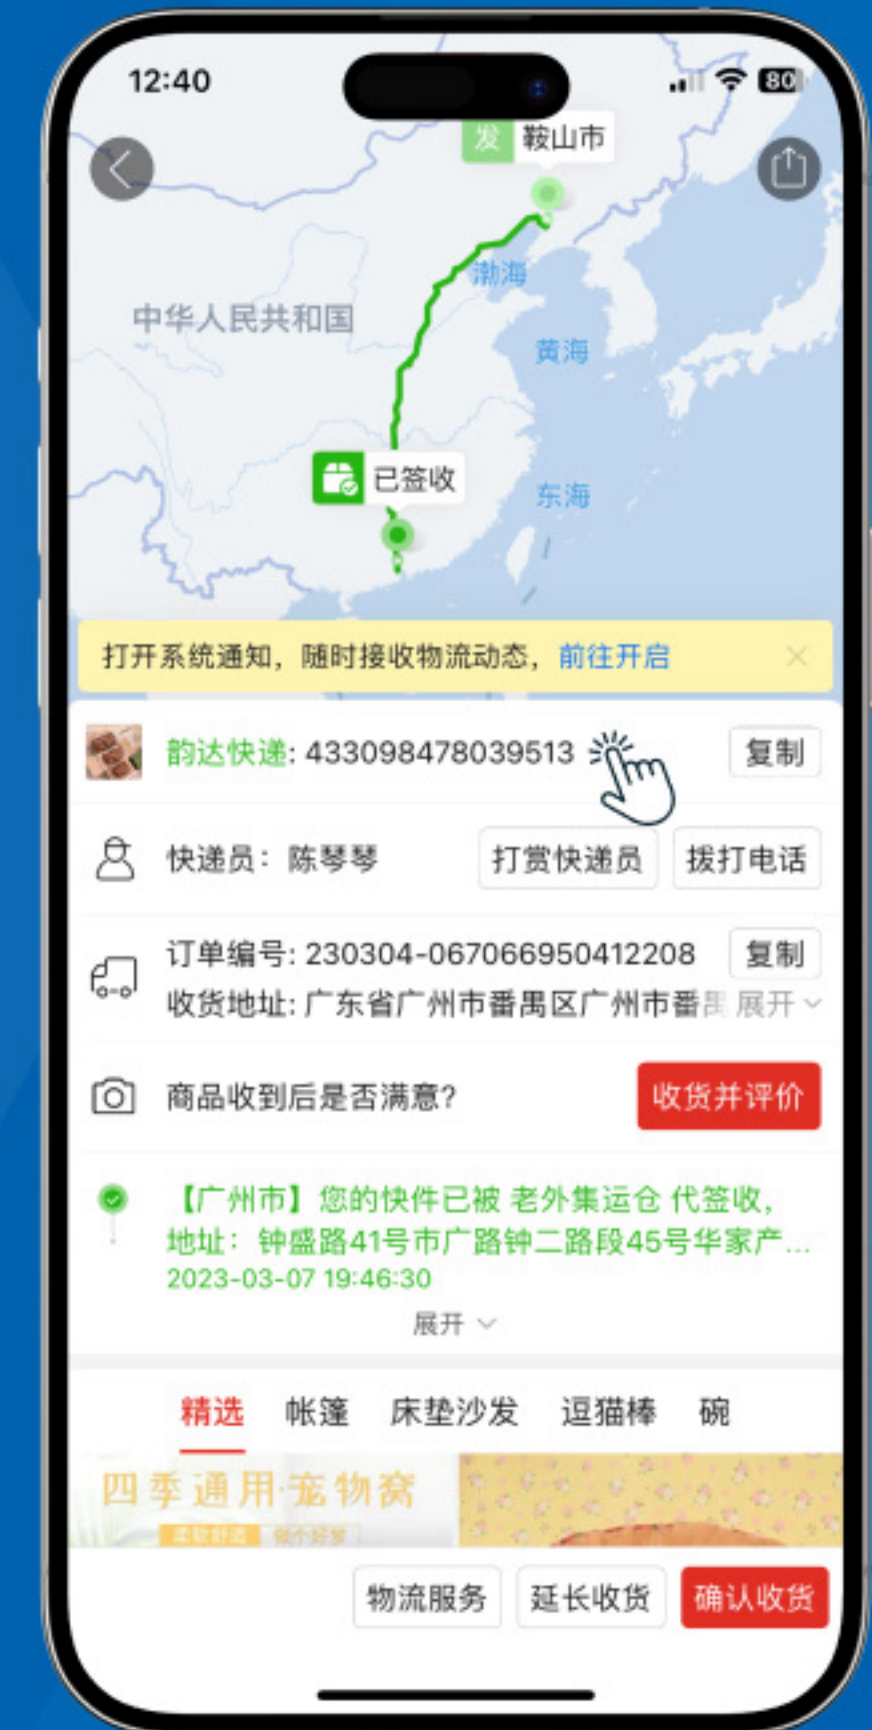 12:40
80
发 鞍山市
渤海
中华人民共和国
黄海
已签收
东海
打开系统通知，随时接收物流动态，前往开启
韵达快递: 433098478039513 复制
快递员：陈琴琴 打赏快递员 拨打电话
订单编号: 230304-067066950412208 复制
收货地址: 广东省广州市番禺区广州市番禺 展开
商品收到后是否满意? 收货并评价
【广州市】您的快件已被 老外集运仓 代签收，
地址：钟盛路41号市广路钟二路段45号华家产...
2023-03-07 19:46:30
展开
精选 帐篷 床垫沙发 逗猫棒 碗
四季通用·宠物窝
柔软舒适 做个好梦
物流服务 延长收货 确认收货